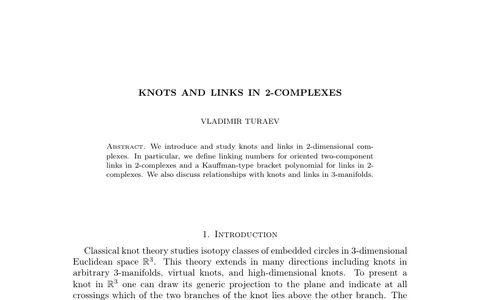 KNOTS AND LINKS IN 2-COMPLEXES
VLADIMIR TURAEV
Abstract. We introduce and study knots and links in 2-dimensional com-
plexes. In particular, we define linking numbers for oriented two-component
links in 2-complexes and a Kauffman-type bracket polynomial for links in 2-
complexes. We also discuss relationships with knots and links in 3-manifolds.
1. Introduction
Classical knot theory studies isotopy classes of embedded circles in 3-dimensional
Euclidean space ℝ³. This theory extends in many directions including knots in
arbitrary 3-manifolds, virtual knots, and high-dimensional knots. To present a
knot in ℝ³ one can draw its generic projection to the plane and indicate at all
crossings which of the two branches of the knot lies above the other branch. The